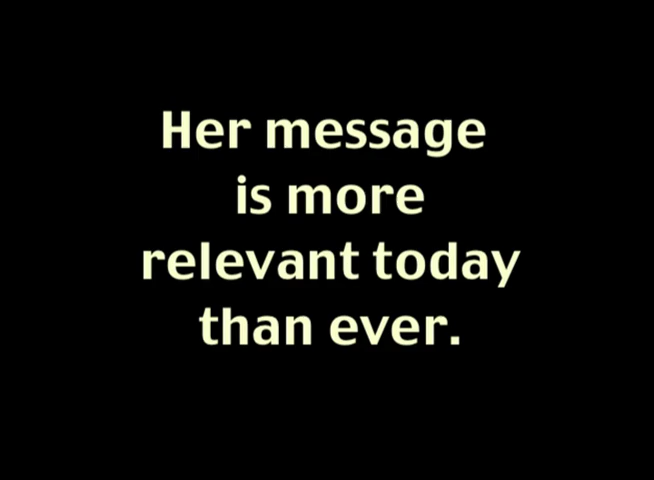 Her message
is more
relevant today
than ever.